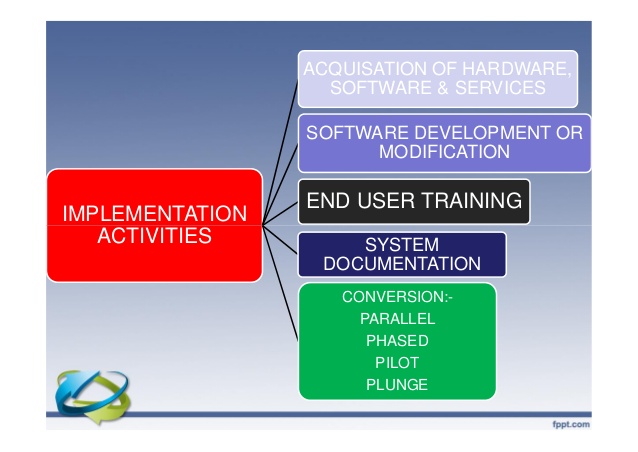 IMPLEMENTATION
ACTIVITIES
ACQUISATION OF HARDWARE,
SOFTWARE & SERVICES
SOFTWARE DEVELOPMENT OR
MODIFICATION
END USER TRAINING
SYSTEM
DOCUMENTATION
CONVERSION:-
PARALLEL
PHASED
PILOT
PLUNGE
fppt.com